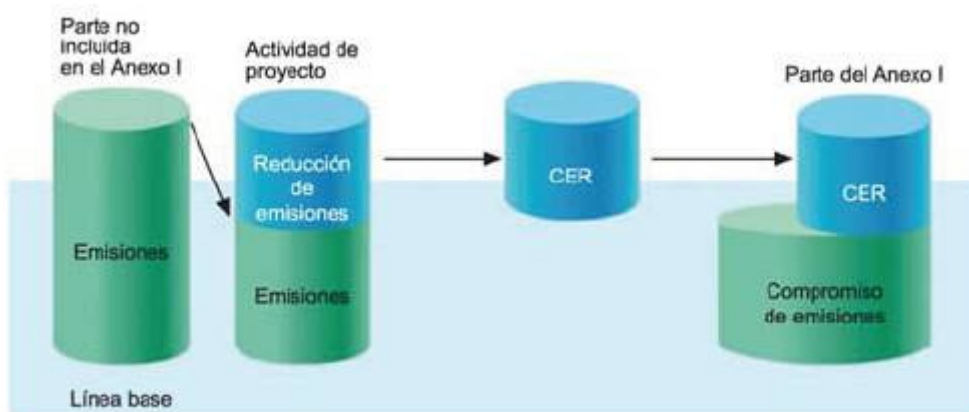 Parte no
incluida
en el Anexo I
Actividad de
proyecto
Parte del Anexo I
Reducción
de
emisiones
CER
CER
Emisiones
Emisiones
Compromiso
de emisiones
Línea base